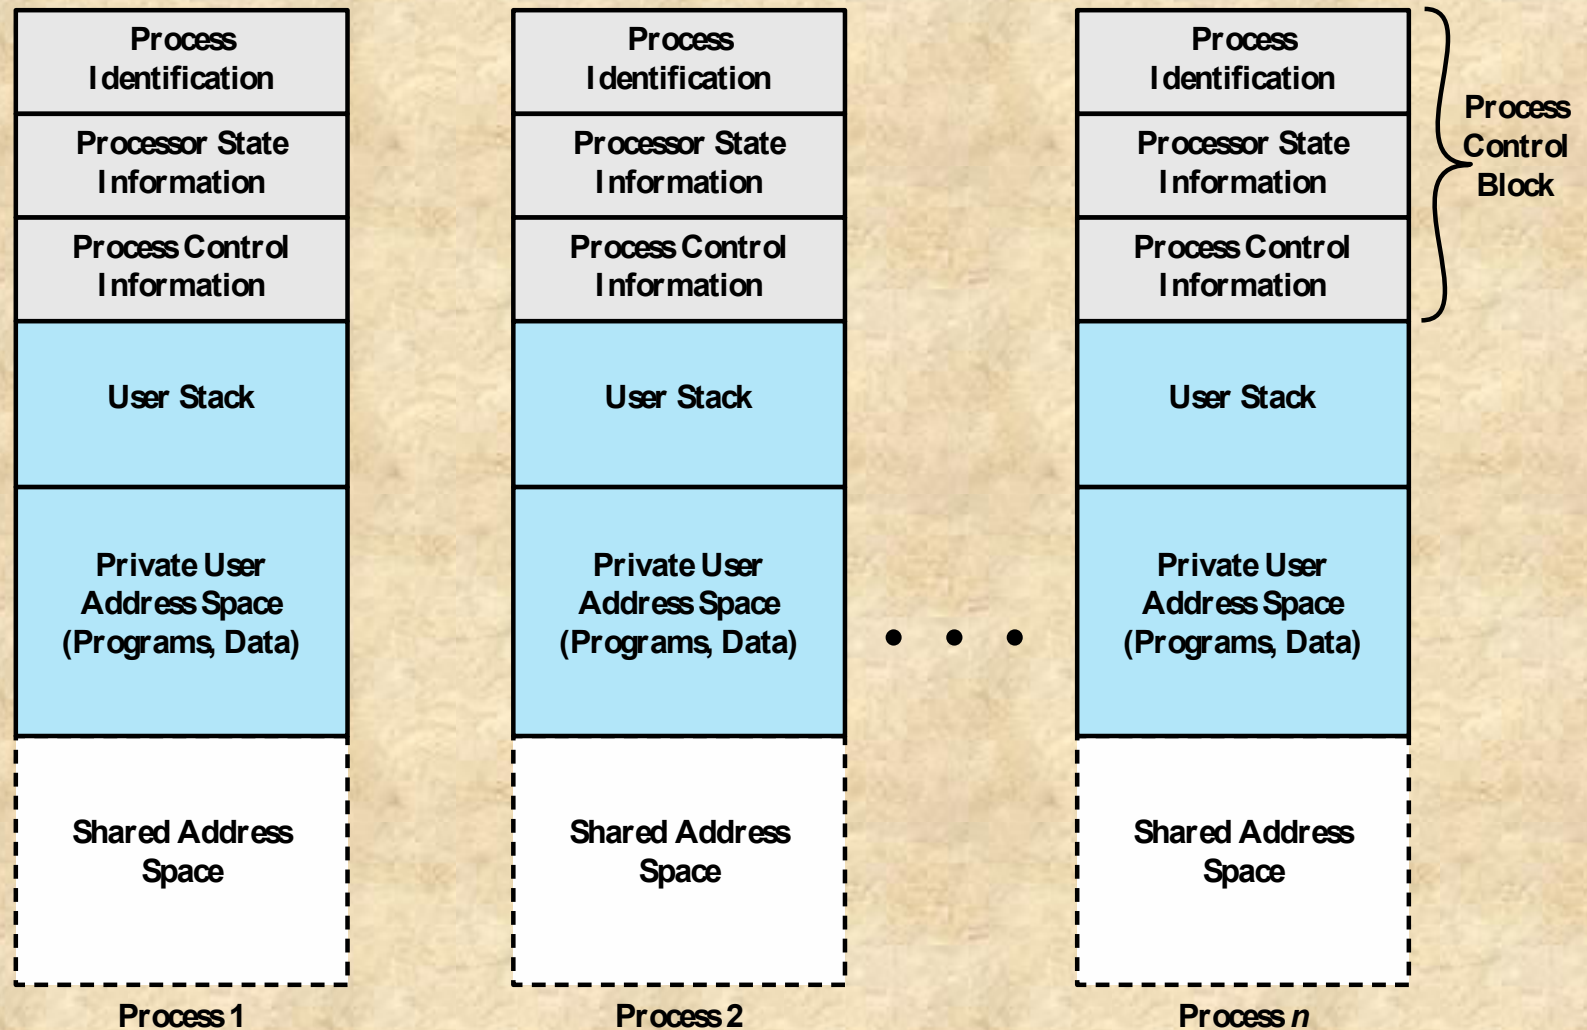 Process
Identification
Processor State
Information
Process Control
Information
User Stack
Private User
Address Space
(Programs, Data)
Shared Address
Space
Process 1
Process
Identification
Processor State
Information
Process Control
Information
User Stack
Private User
Address Space
(Programs, Data)
Shared Address
Space
Process 2
• • •
Process
Identification
Processor State
Information
Process Control
Information
User Stack
Private User
Address Space
(Programs, Data)
Shared Address
Space
Process n
Process
Control
Block